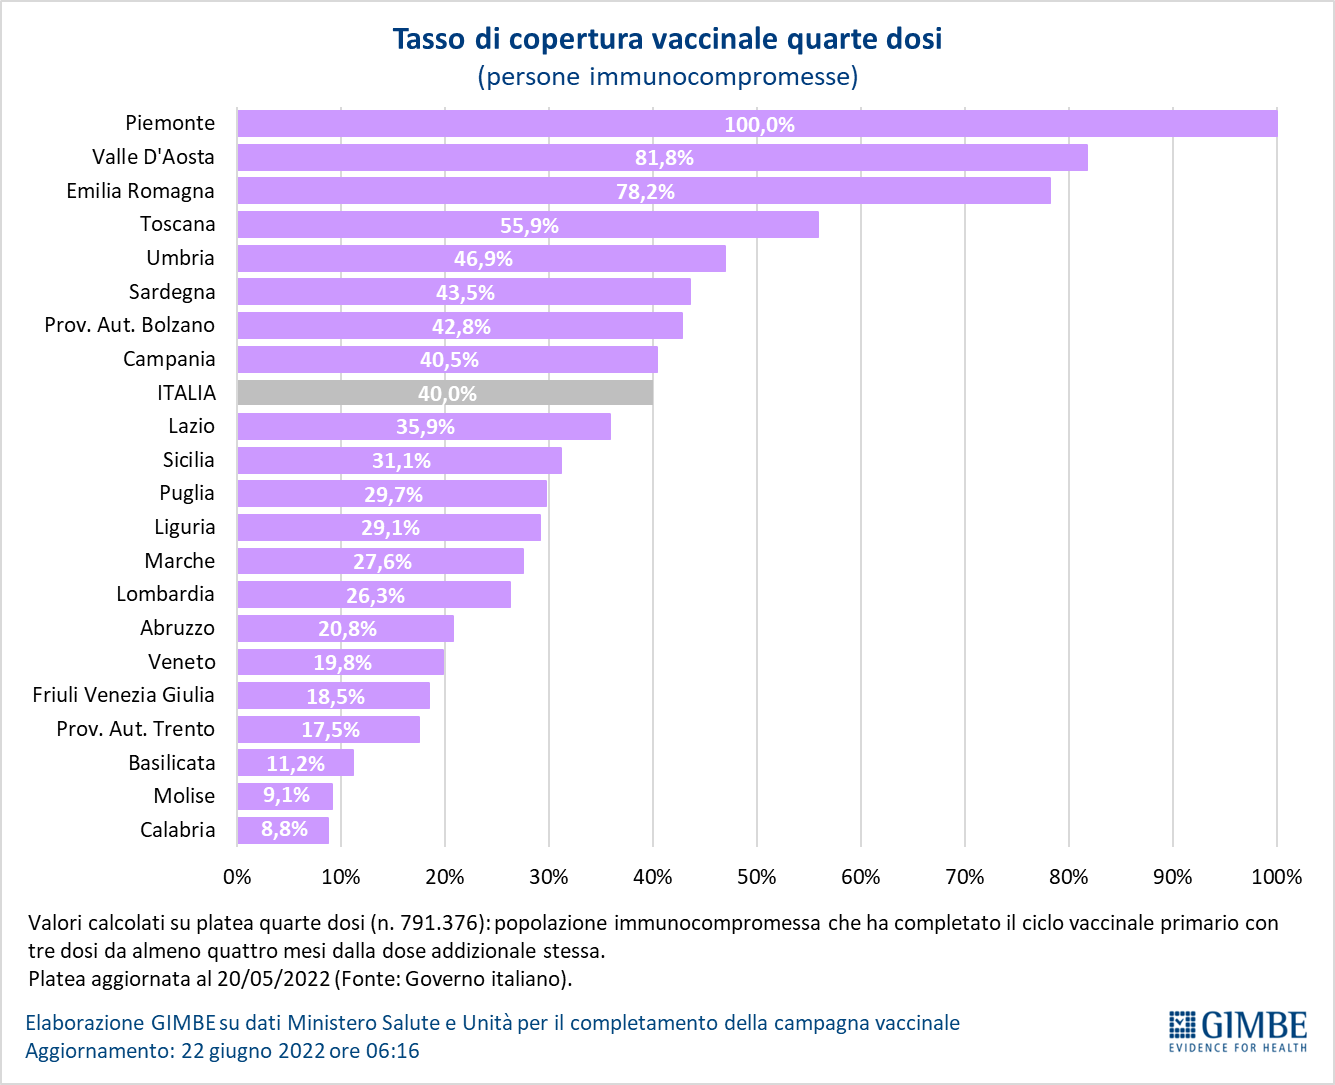 Tasso di copertura vaccinale quarte dosi
(persone immunocompromesse)
Piemonte 100,0%
Valle D'Aosta 81,8%
Emilia Romagna 78,2%
Toscana 55,9%
Umbria 46,9%
Sardegna 43,5%
Prov. Aut. Bolzano 42,8%
Campania 40,5%
ITALIA 40,0%
Lazio 35,9%
Sicilia 31,1%
Puglia 29,7%
Liguria 29,1%
Marche 27,6%
Lombardia 26,3%
Abruzzo 20,8%
Veneto 19,8%
Friuli Venezia Giulia 18,5%
Prov. Aut. Trento 17,5%
Basilicata 11,2%
Molise 9,1%
Calabria 8,8%
0% 10% 20% 30% 40% 50% 60% 70% 80% 90% 100%
Valori calcolati su platea quarte dosi (n. 791.376): popolazione immunocompromessa che ha completato il ciclo vaccinale primario con
tre dosi da almeno quattro mesi dalla dose addizionale stessa.
Platea aggiornata al 20/05/2022 (Fonte: Governo italiano).
Elaborazione GIMBE su dati Ministero Salute e Unità per il completamento della campagna vaccinale
Aggiornamento: 22 giugno 2022 ore 06:16
GIMBE
EVIDENCE FOR HEALTH